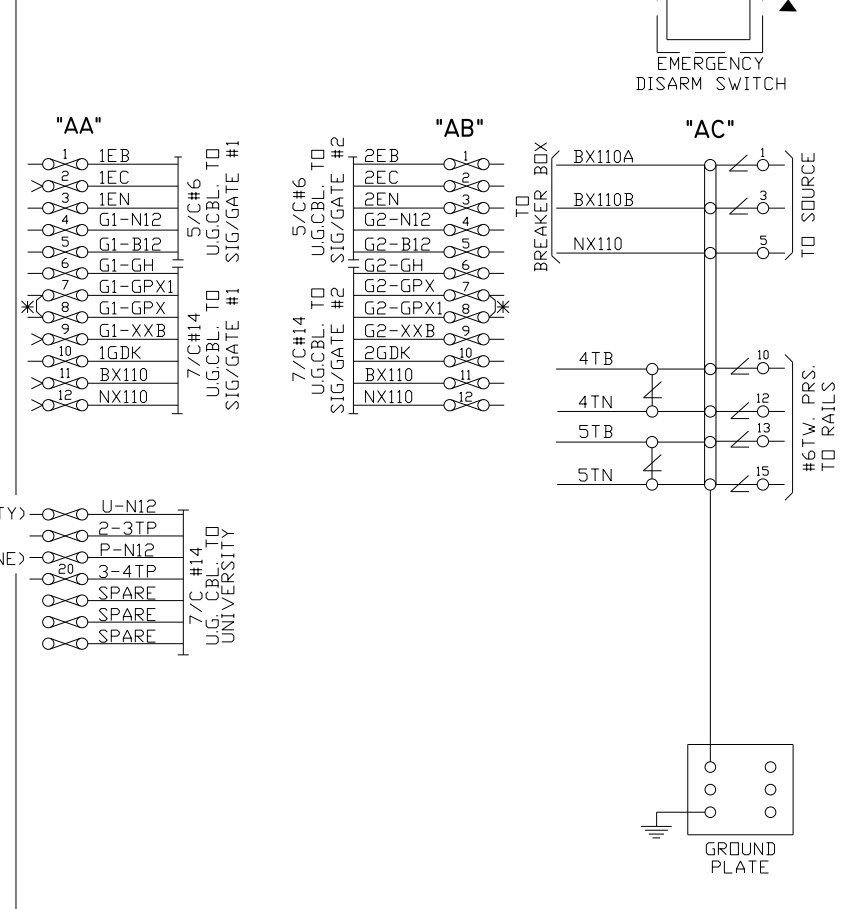 EMERGENCY
DISARM SWITCH
"AA"
1 1EB
2 1EC
3 1EN
4 G1-N12
5 G1-B12
6 G1-GH
7 G1-GPX1
* 8 G1-GPX
9 G1-XXB
10 1GDK
11 BX110
12 NX110
5/C#6
U.G.CBL. TO
SIG/GATE #1
7/C#14
U.G.CBL. TO
SIG/GATE #1
"AB"
5/C#6
U.G.CBL. TO
SIG/GATE #2
7/C#14
U.G.CBL. TO
SIG/GATE #2
2EB 1
2EC 2
2EN 3
G2-N12 4
G2-B12 5
G2-GH 6
G2-GPX 7
G2-GPX1 8 *
G2-XXB 9
2GDK 10
BX110 11
NX110 12
"AC"
TO
BREAKER BOX
BX110A 1
BX110B 3
NX110 5
TO SOURCE
4TB 10
4TN 12
5TB 13
5TN 15
#6TW. PRS.
TO RAILS
TY) U-N12
2-3TP
NE) P-N12
20 3-4TP
SPARE
SPARE
SPARE
7/C #14
U.G. CBL. TO
UNIVERSITY
GROUND
PLATE